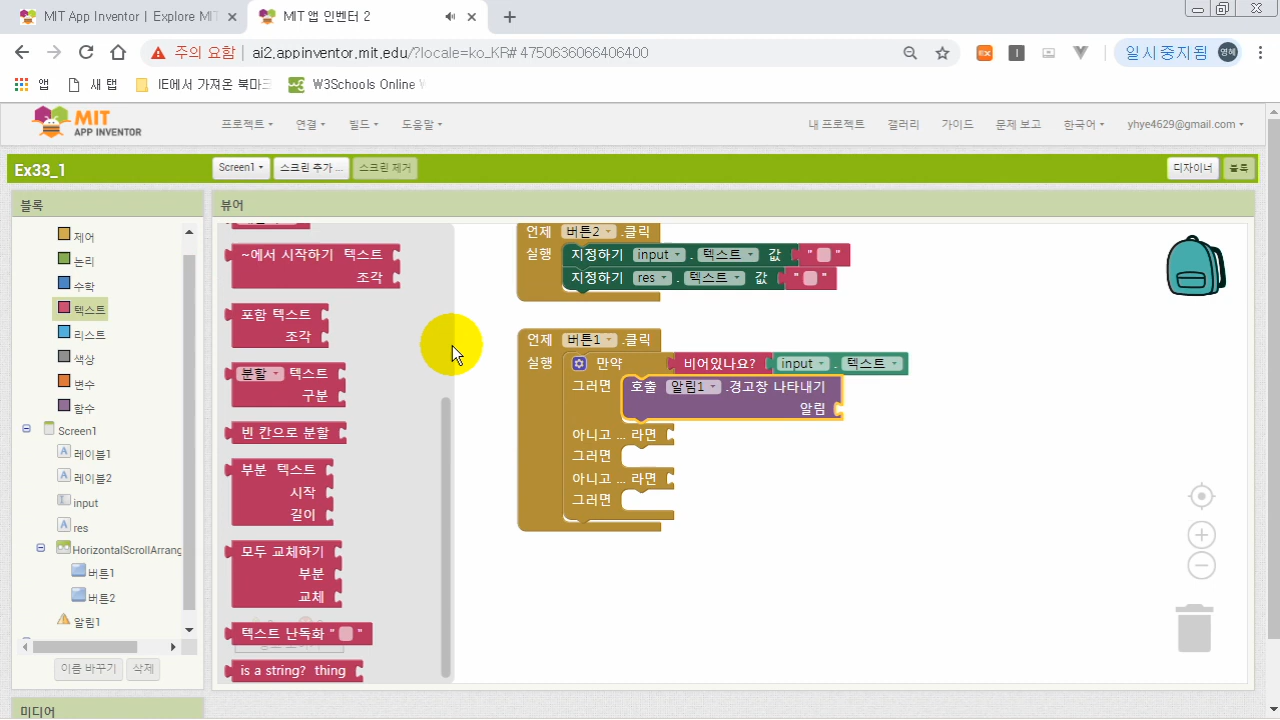 MIT App Inventor | Explore MIT
MIT 앱 인벤터 2
주의 요함 | ai2.appinventor.mit.edu/?locale=ko_KR#4750636066406400
일시중지됨
영혜
앱
새 탭
IE에서 가져온 북마크
W3Schools Online
MIT
APP INVENTOR
프로젝트
연결
빌드
도움말
내 프로젝트
갤러리
가이드
문제 보고
한국어
yhye4629@gmail.com
Ex33_1
Screen1
스크린 추가 ...
스크린 제거
디자이너
블록
블록
뷰어
제어
논리
수학
텍스트
리스트
색상
변수
함수
Screen1
레이블1
레이블2
input
res
HorizontalScrollArrang
버튼1
버튼2
알림1
이름 바꾸기
삭제
미디어
~에서 시작하기 텍스트
조각
포함 텍스트
조각
분할 텍스트
구분
빈 칸으로 분할
부분 텍스트
시작
길이
모두 교체하기
부분
교체
텍스트 난독화 " "
is a string? thing
언제 버튼2 .클릭
실행 지정하기 input . 텍스트 값 " "
지정하기 res . 텍스트 값 " "
언제 버튼1 .클릭
실행 만약 비어있나요? input . 텍스트
그러면 호출 알림1 .경고창 나타내기
알림
아니고 ... 라면
그러면
아니고 ... 라면
그러면